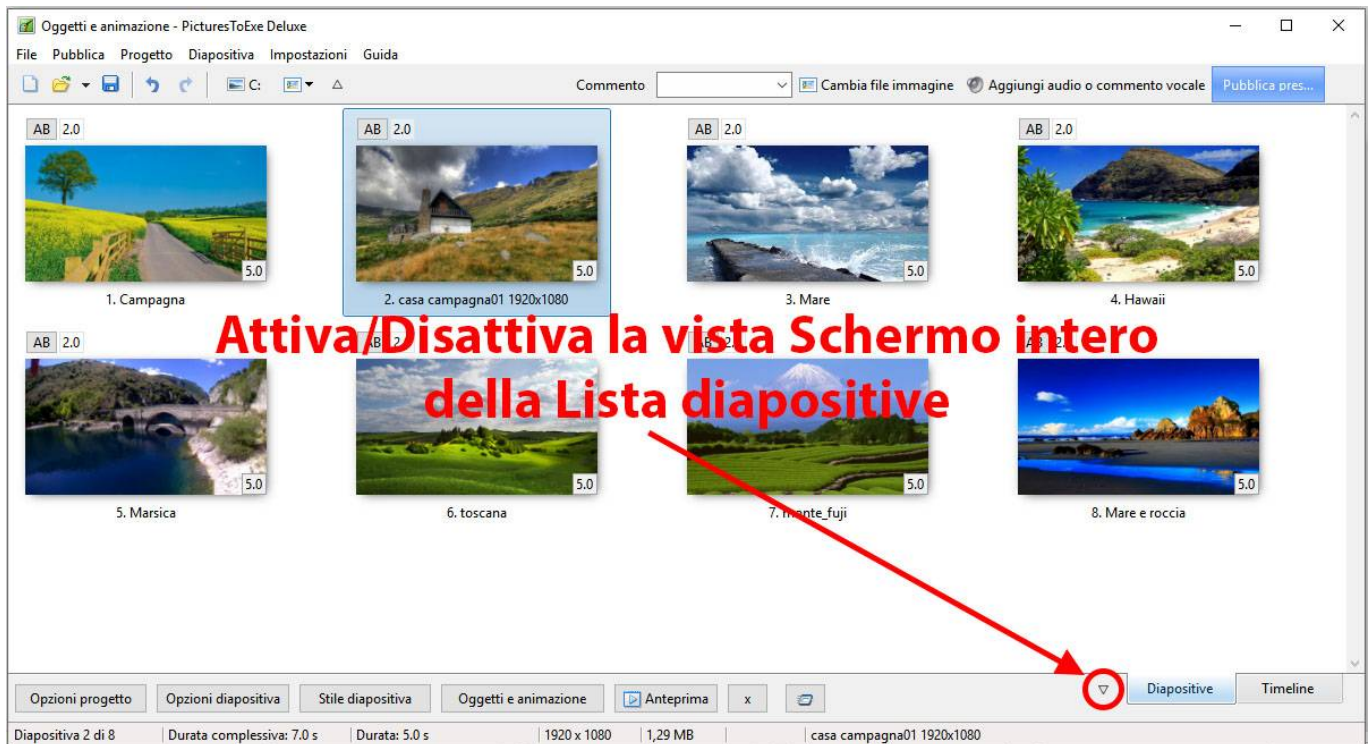 Oggetti e animazione - PicturesToExe Deluxe
File Pubblica Progetto Diapositiva Impostazioni Guida
C: Commento Cambia file immagine Aggiungi audio o commento vocale Pubblica pres...
AB 2.0 AB 2.0 AB 2.0 AB 2.0
5.0 5.0 5.0 5.0
1. Campagna 2. casa campagna01 1920x1080 3. Mare 4. Hawaii
Attiva/Disattiva la vista Schermo intero
della Lista diapositive
AB 2.0
5.0 5.0 5.0 5.0
5. Marsica 6. toscana 7. monte_fuji 8. Mare e roccia
Opzioni progetto Opzioni diapositiva Stile diapositiva Oggetti e animazione Anteprima x Diapositive Timeline
Diapositiva 2 di 8 Durata complessiva: 7.0 s Durata: 5.0 s 1920 x 1080 1,29 MB casa campagna01 1920x1080